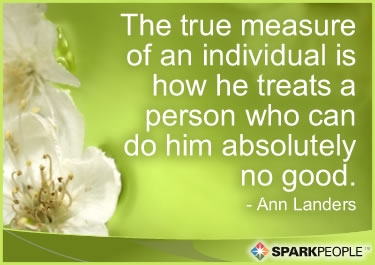 The true measure
of an individual is
how he treats a
person who can
do him absolutely
no good.
- Ann Landers
SPARKPEOPLE™